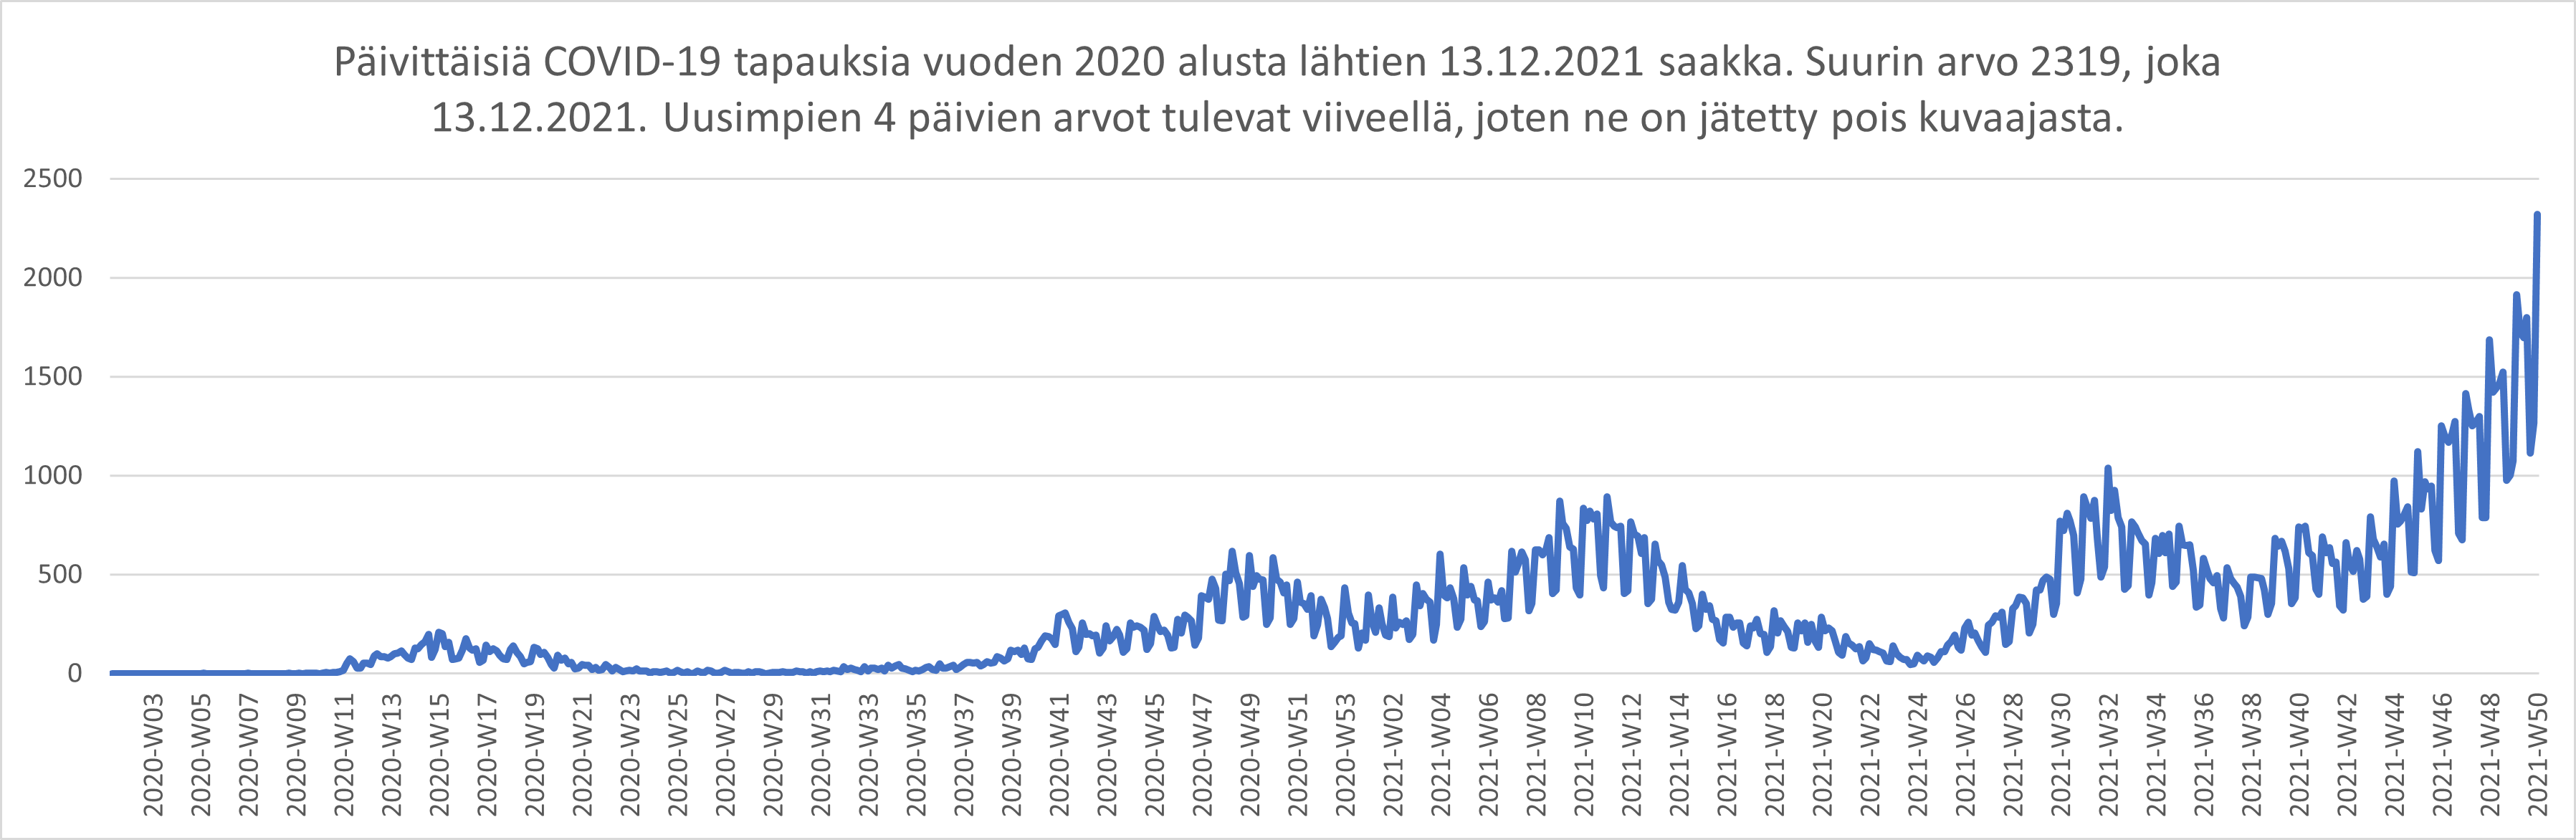 Päivittäisiä COVID-19 tapauksia vuoden 2020 alusta lähtien 13.12.2021 saakka. Suurin arvo 2319, joka
13.12.2021. Uusimpien 4 päivien arvot tulevat viiveellä, joten ne on jätetty pois kuvaajasta.
2500
2000
1500
1000
500
0
2020-W03
2020-W05
2020-W07
2020-W09
2020-W11
2020-W13
2020-W15
2020-W17
2020-W19
2020-W21
2020-W23
2020-W25
2020-W27
2020-W29
2020-W31
2020-W33
2020-W35
2020-W37
2020-W39
2020-W41
2020-W43
2020-W45
2020-W47
2020-W49
2020-W51
2020-W53
2021-W02
2021-W04
2021-W06
2021-W08
2021-W10
2021-W12
2021-W14
2021-W16
2021-W18
2021-W20
2021-W22
2021-W24
2021-W26
2021-W28
2021-W30
2021-W32
2021-W34
2021-W36
2021-W38
2021-W40
2021-W42
2021-W44
2021-W46
2021-W48
2021-W50